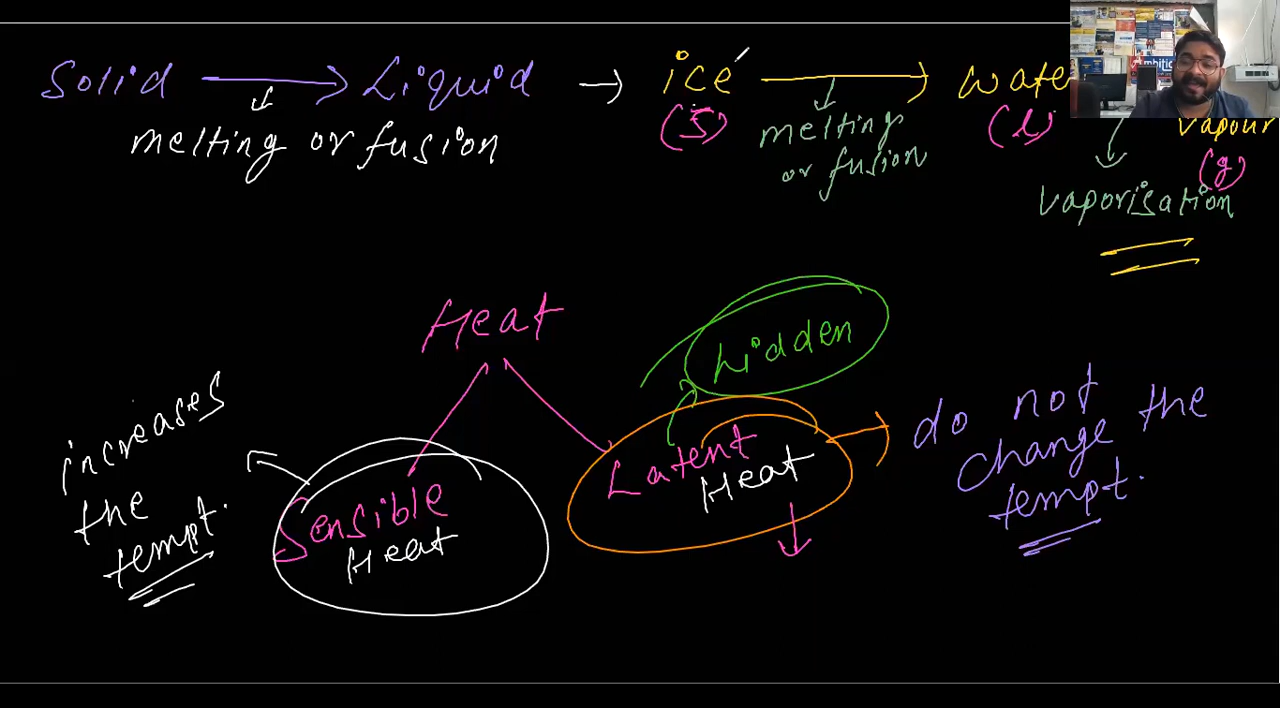 Solid → Liquid → ice → wate
(s) (l) vapour
melting or fusion
melting
or fusion
(g)
vaporisation
Heat
hidden
increases
the
tempt.
Sensible
Heat
Latent
Heat
do not
change the
tempt.